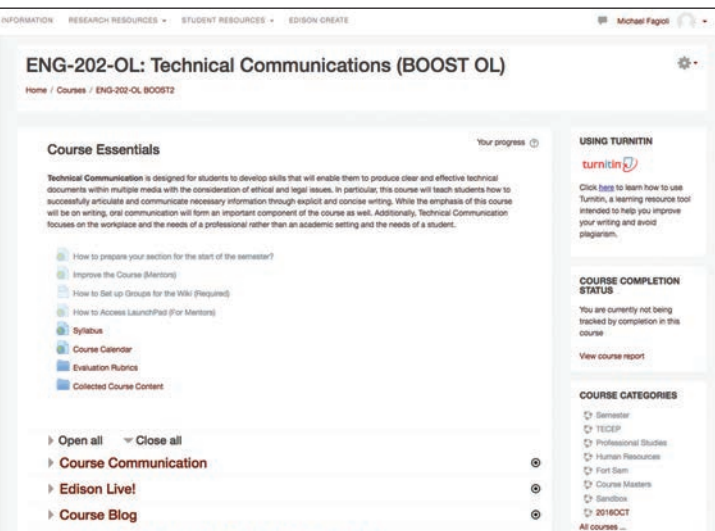 INFORMATION RESEARCH RESOURCES STUDENT RESOURCES EDISON CREATE Michael Fagioli
ENG-202-OL: Technical Communications (BOOST OL)
Home / Courses / ENG-202-OL BOOST2
Course Essentials
Your progress
Technical Communication is designed for students to develop skills that will enable them to produce clear and effective technical
documents within multiple media with the consideration of ethical and legal issues. In particular, this course will teach students how to
successfully articulate and communicate necessary information through explicit and concise writing. While the emphasis of this course
will be on writing, oral communication will form an important component of the course as well. Additionally, Technical Communication
focuses on the workplace and the needs of a professional rather than an academic setting and the needs of a student.
How to prepare your section for the start of the semester?
Improve the Course (Mentors)
How to Set up Groups for the Wiki (Required)
How to Access LaunchPad (For Mentors)
Syllabus
Course Calendar
Evaluation Rubrics
Collected Course Content
Open all Close all
Course Communication
Edison Live!
Course Blog
USING TURNITIN
turnitin
Click here to learn how to use
Turnitin, a learning resource tool
intended to help you improve
your writing and avoid
plagiarism.
COURSE COMPLETION
STATUS
You are currently not being
tracked by completion in this
course
View course report
COURSE CATEGORIES
Semester
TECEP
Professional Studies
Human Resources
Fort Sam
Course Masters
Sandbox
2016OCT
All courses ...